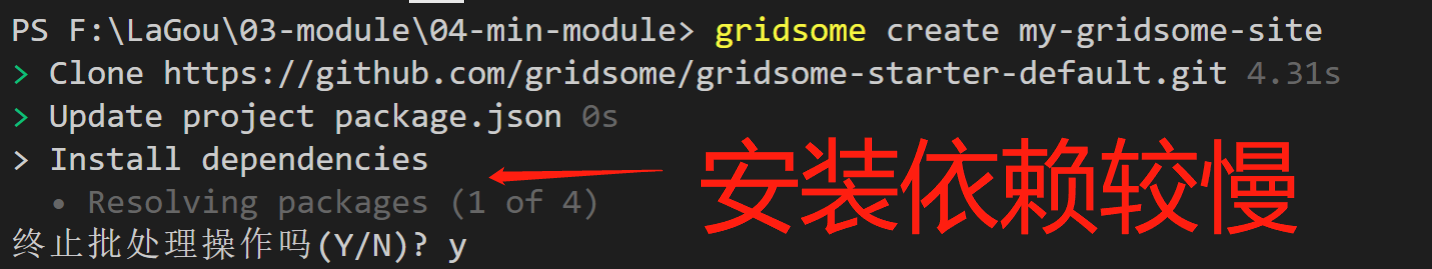 PS F:\LaGou\03-module\04-min-module> gridsome create my-gridsome-site
> Clone https://github.com/gridsome/gridsome-starter-default.git 4.31s
> Update project package.json 0s
> Install dependencies
安装依赖较慢
• Resolving packages (1 of 4)
终止批处理操作吗(Y/N)? y